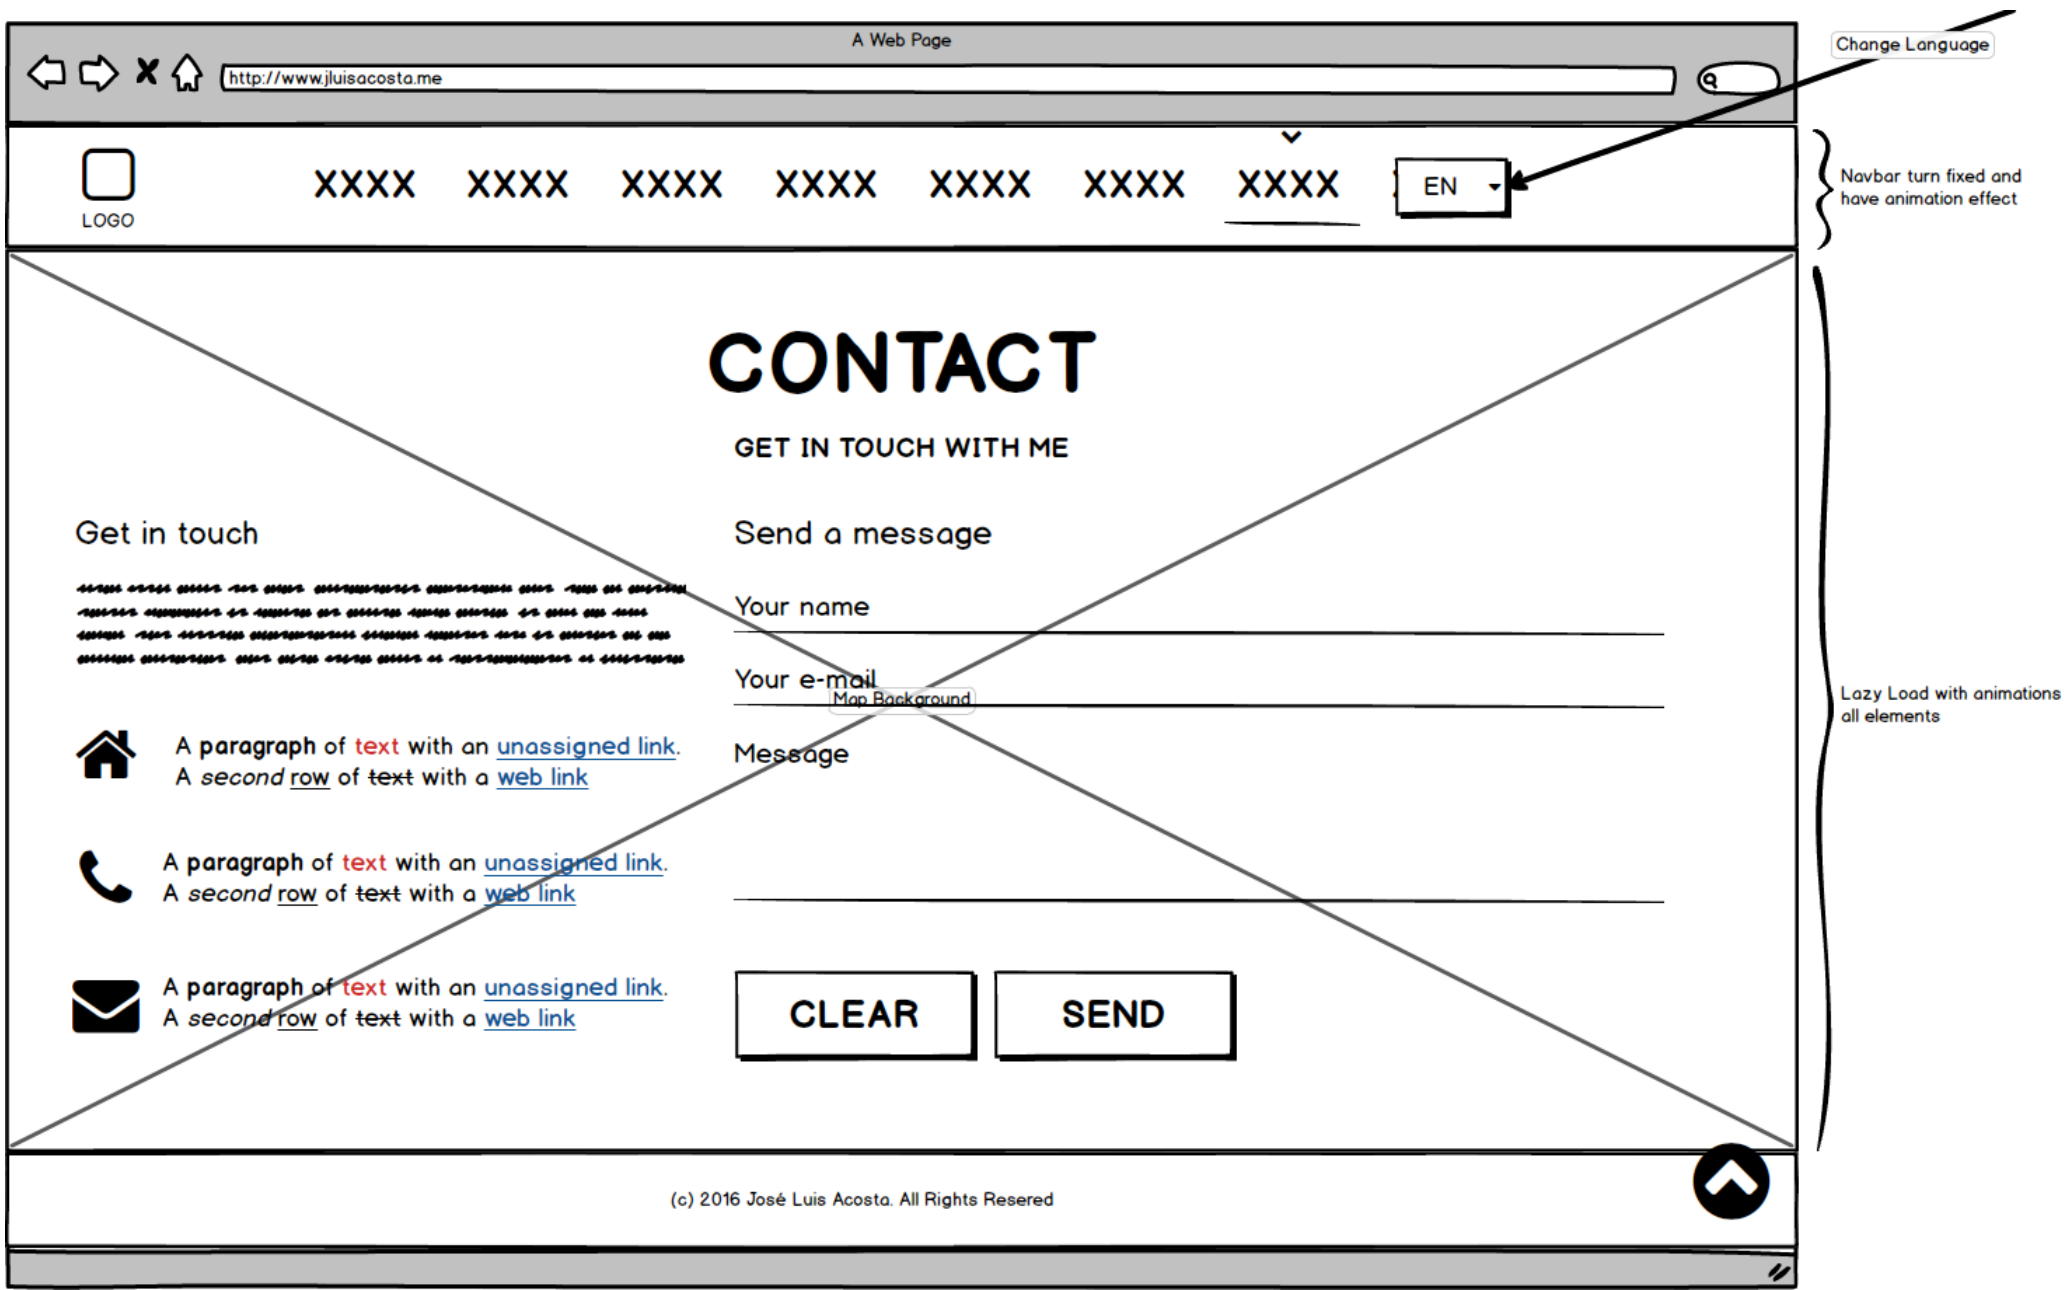 A Web Page
Change Language
http://www.jluisacosta.me
XXXX XXXX XXXX XXXX XXXX XXXX XXXX EN
LOGO
Navbar turn fixed and
have animation effect
CONTACT
GET IN TOUCH WITH ME
Get in touch
A paragraph of text with an unassigned link.
A second row of text with a web link
A paragraph of text with an unassigned link.
A second row of text with a web link
A paragraph of text with an unassigned link.
A second row of text with a web link
Send a message
Your name
Your e-mail
Map Background
Message
CLEAR SEND
Lazy Load with animations
all elements
(c) 2016 José Luis Acosta. All Rights Resered